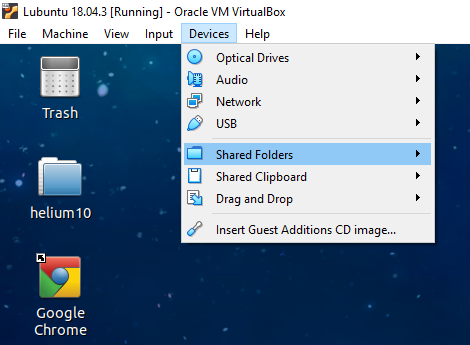 Lubuntu 18.04.3 [Running] - Oracle VM VirtualBox
File Machine View Input Devices Help
Optical Drives
Audio
Network
USB
Shared Folders
Shared Clipboard
Drag and Drop
Insert Guest Additions CD image...
Trash
helium10
Google
Chrome